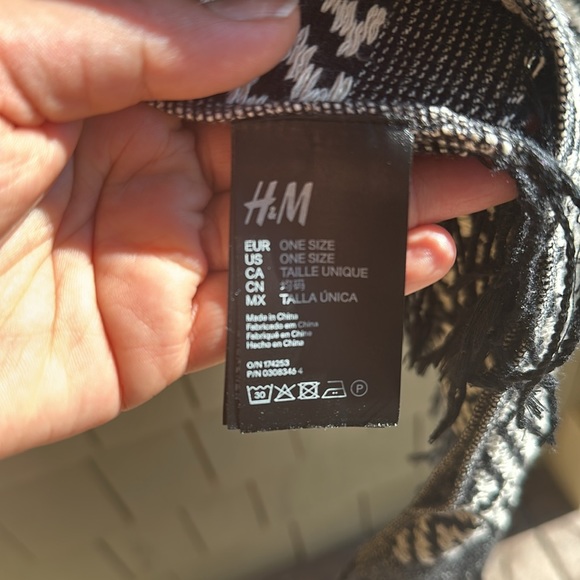 H&M
EUR ONE SIZE
US ONE SIZE
CA TAILLE UNIQUE
CN 均码
MX TALLA ÚNICA
Made in China
Fabricado em China
Fabriqué en Chine
Hecho en China
O/N 174253
P/N 0308346 4
30
P